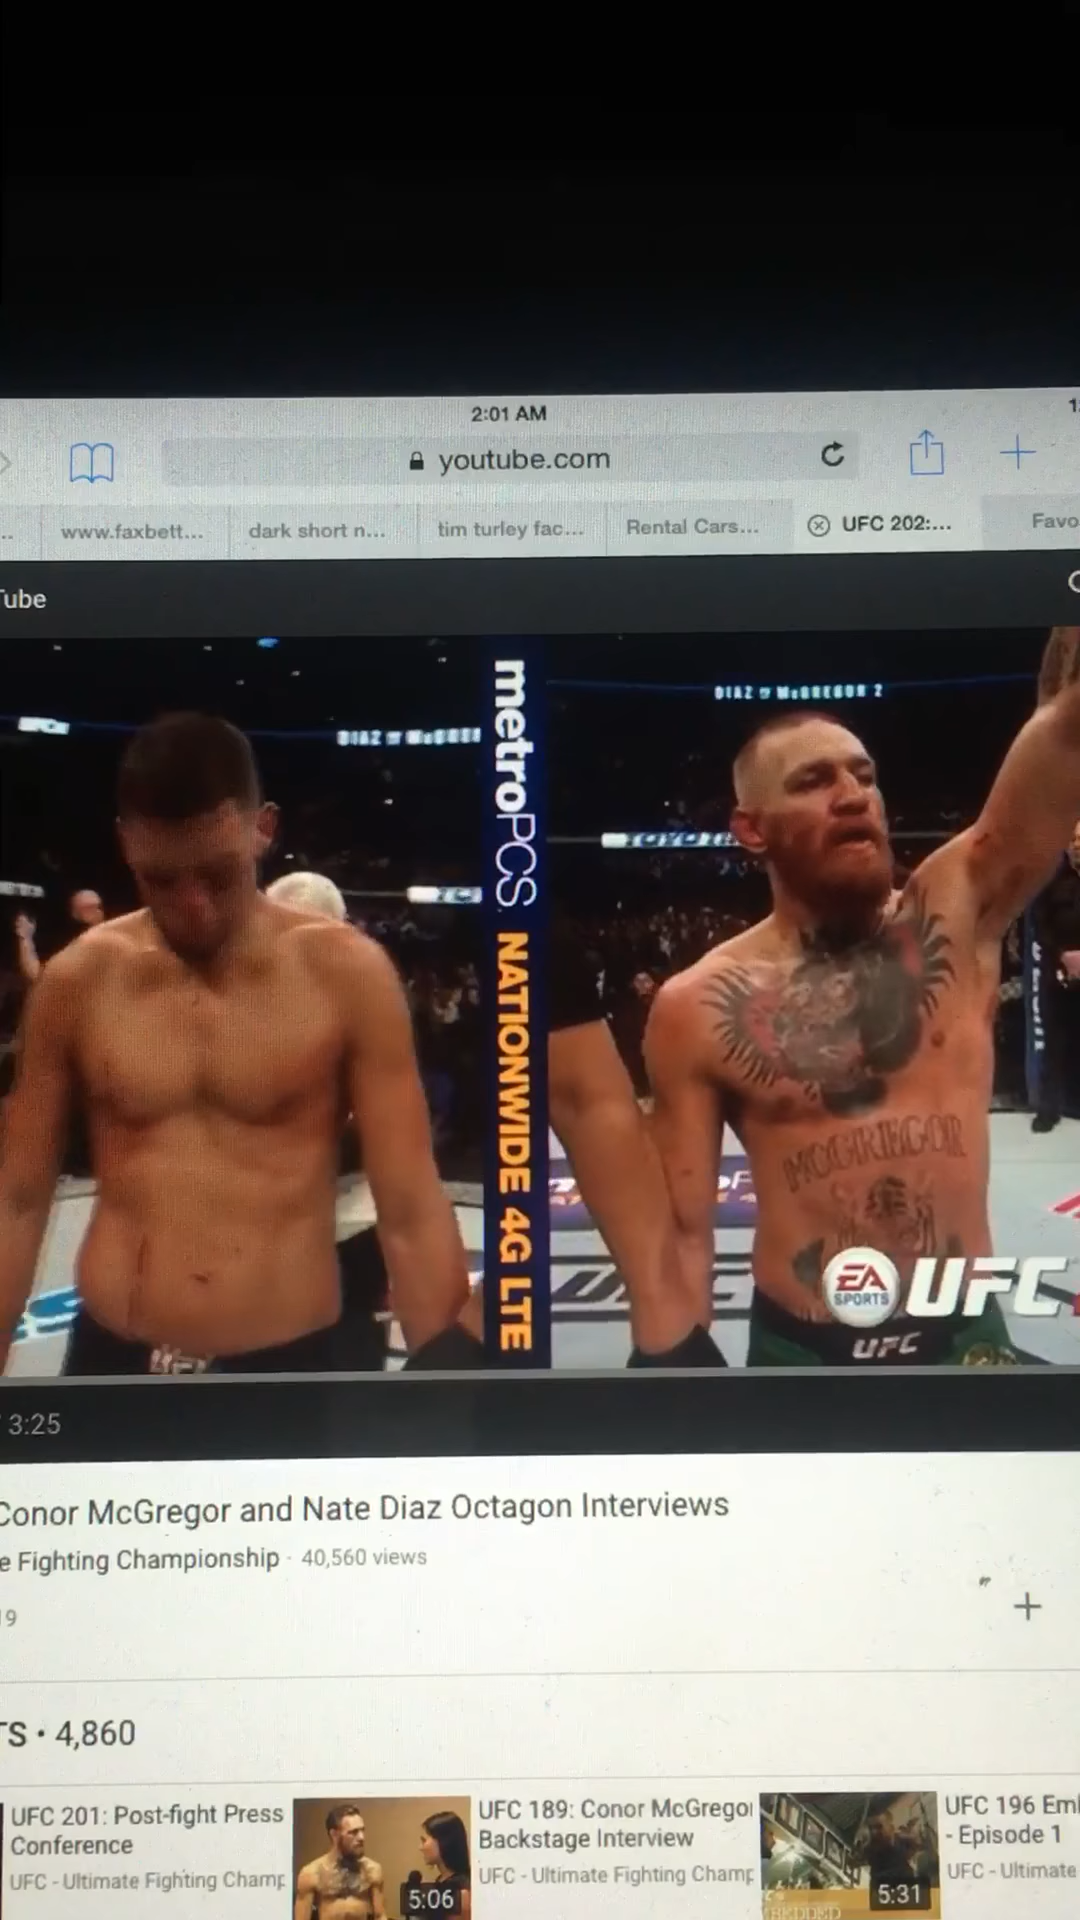 2:01 AM
youtube.com
www.faxbett...
dark short n...
tim turley fac...
Rental Cars...
UFC 202:...
Favo
Tube
DIAZ
DIAZ McGREGOR 2
metroPCS. NATIONWIDE 4G LTE
McGREGOR
EA
SPORTS
UFC
UFC
3:25
Conor McGregor and Nate Diaz Octagon Interviews
e Fighting Championship · 40,560 views
19
TS • 4,860
UFC 201: Post-fight Press
Conference
UFC - Ultimate Fighting Champ
5:06
UFC 189: Conor McGregor
Backstage Interview
UFC - Ultimate Fighting Champ
5:31
UFC 196 Em
- Episode 1
UFC - Ultimate